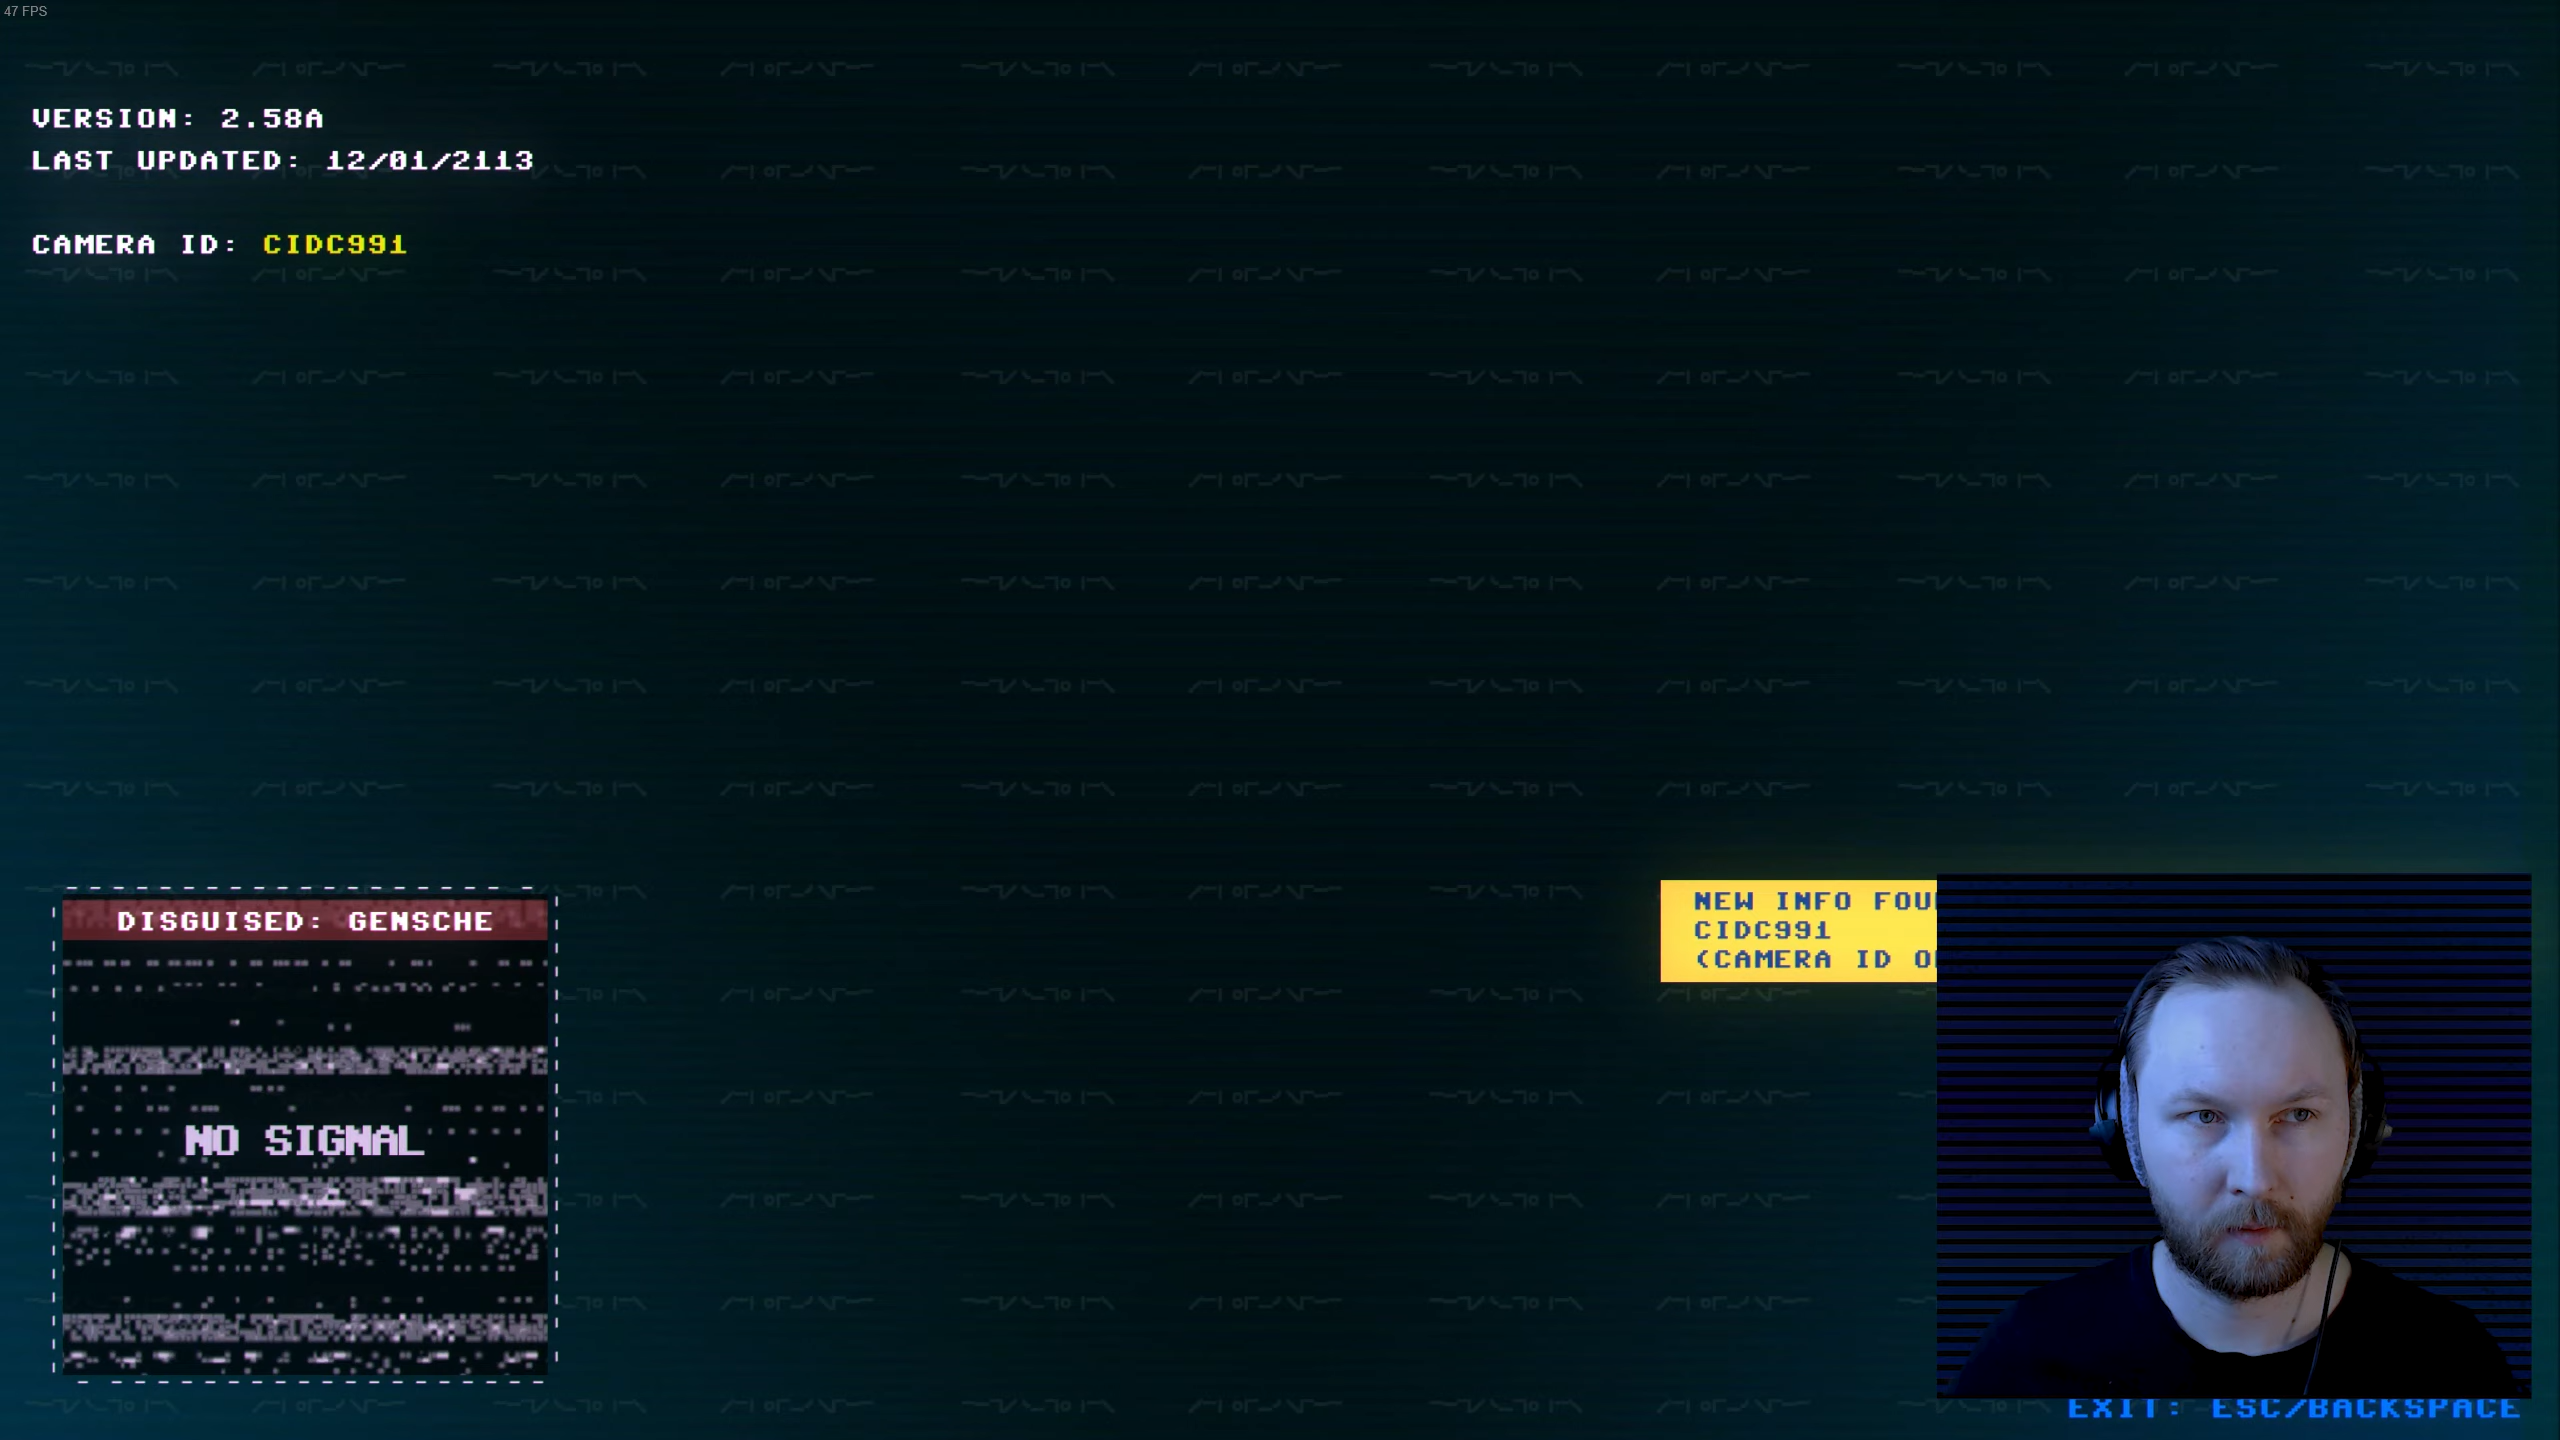 47 FPS
VERSION: 2.58A
LAST UPDATED: 12/01/2113
CAMERA ID: CIDC991
DISGUISED: GENSCHE
NO SIGNAL
NEW INFO
CIDC991
(CAMERA ID
EXIT: ESC/BACKSPACE